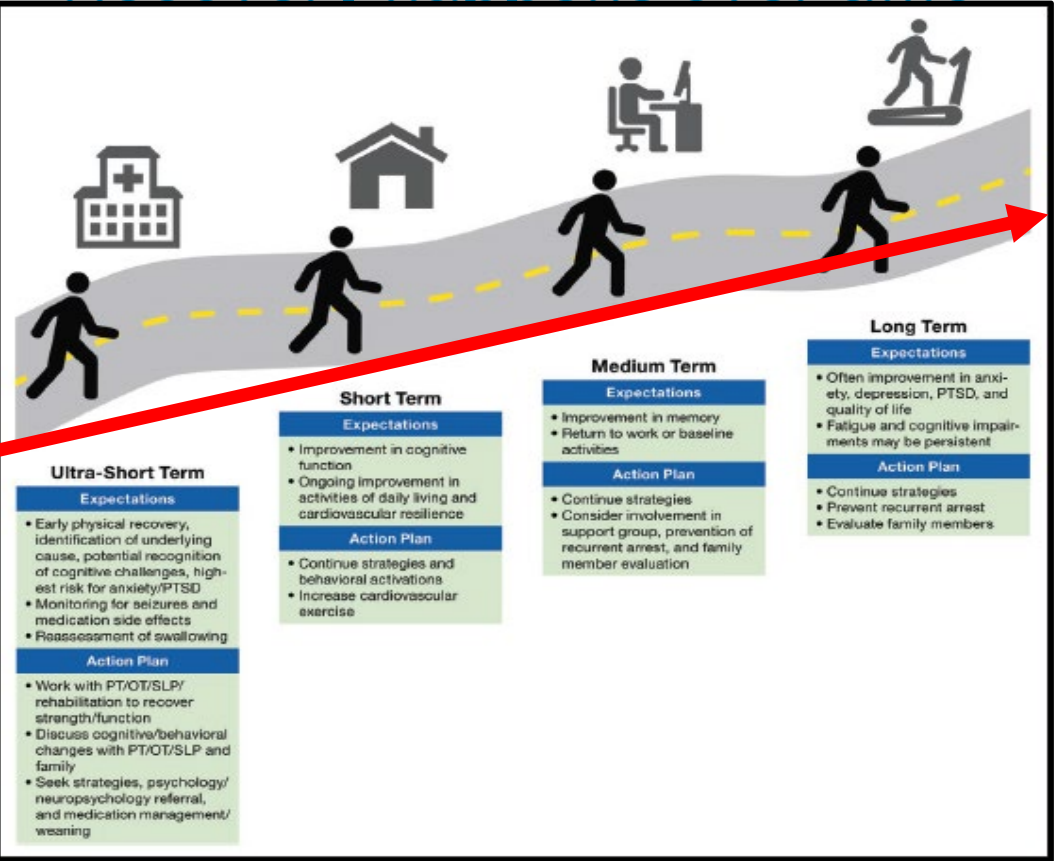 Ultra-Short Term
Expectations
• Early physical recovery,
identification of underlying
cause, potential recognition
of cognitive challenges, high-
est risk for anxiety/PTSD
• Monitoring for seizures and
medication side effects
• Reassessment of swallowing
Action Plan
• Work with PT/OT/SLP/
rehabilitation to recover
strength/function
• Discuss cognitive/behavioral
changes with PT/OT/SLP and
family
• Seek strategies, psychology/
neuropsychology referral,
and medication management/
weaning
Short Term
Expectations
• Improvement in cognitive
function
• Ongoing improvement in
activities of daily living and
cardiovascular resilience
Action Plan
• Continue strategies and
behavioral activations
• Increase cardiovascular
exercise
Medium Term
Expectations
• Improvement in memory
• Return to work or baseline
activities
Action Plan
• Continue strategies
• Consider involvement in
support group, prevention of
recurrent arrest, and family
member evaluation
Long Term
Expectations
• Often improvement in anxi-
ety, depression, PTSD, and
quality of life
• Fatigue and cognitive impair-
ments may be persistent
Action Plan
• Continue strategies
• Prevent recurrent arrest
• Evaluate family members